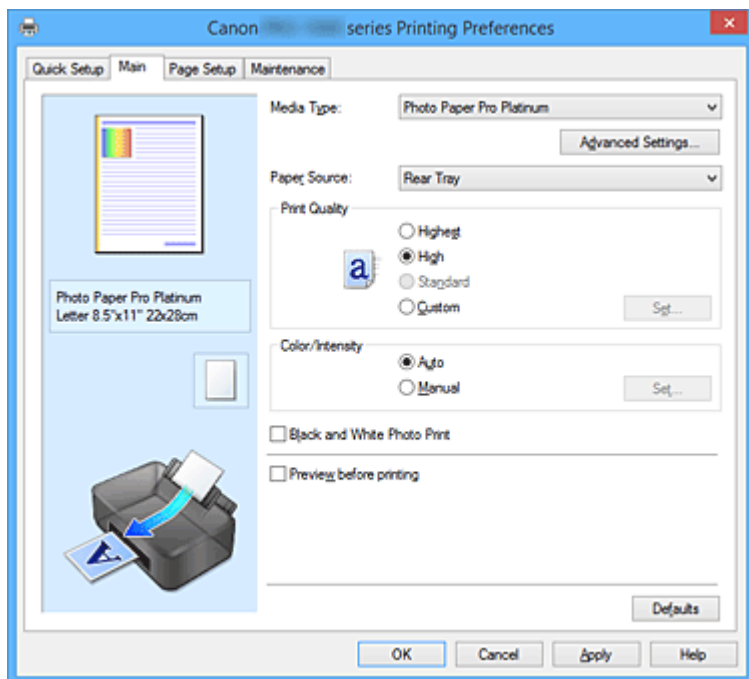 Canon series Printing Preferences
Quick Setup Main Page Setup Maintenance
Media Type: Photo Paper Pro Platinum
Advanced Settings...
Paper Source: Rear Tray
Print Quality
Highest
High
Standard
Custom Set...
Photo Paper Pro Platinum
Letter 8.5"x11" 22x28cm
Color/Intensity
Auto
Manual Set...
Black and White Photo Print
Preview before printing
Defaults
OK Cancel Apply Help